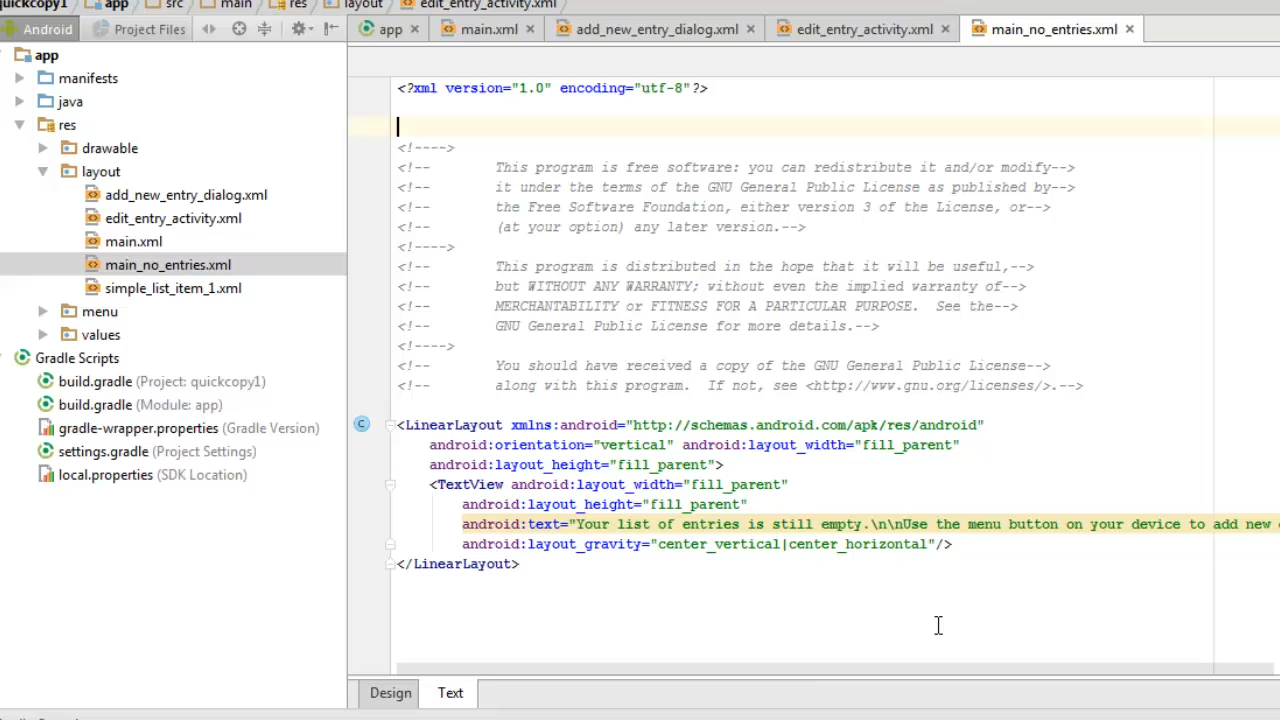 quickcopy1 app src main res layout edit_entry_activity.xml
Android Project Files app main.xml add_new_entry_dialog.xml edit_entry_activity.xml main_no_entries.xml
app
manifests
java
res
drawable
layout
add_new_entry_dialog.xml
edit_entry_activity.xml
main.xml
main_no_entries.xml
simple_list_item_1.xml
menu
values
Gradle Scripts
build.gradle (Project: quickcopy1)
build.gradle (Module: app)
gradle-wrapper.properties (Gradle Version)
settings.gradle (Project Settings)
local.properties (SDK Location)
<?xml version="1.0" encoding="utf-8"?>
<!---->
<!-- This program is free software: you can redistribute it and/or modify-->
<!-- it under the terms of the GNU General Public License as published by-->
<!-- the Free Software Foundation, either version 3 of the License, or-->
<!-- (at your option) any later version.-->
<!---->
<!-- This program is distributed in the hope that it will be useful,-->
<!-- but WITHOUT ANY WARRANTY; without even the implied warranty of-->
<!-- MERCHANTABILITY or FITNESS FOR A PARTICULAR PURPOSE. See the-->
<!-- GNU General Public License for more details.-->
<!---->
<!-- You should have received a copy of the GNU General Public License-->
<!-- along with this program. If not, see <http://www.gnu.org/licenses/>.-->
C
<LinearLayout xmlns:android="http://schemas.android.com/apk/res/android"
android:orientation="vertical" android:layout_width="fill_parent"
android:layout_height="fill_parent">
<TextView android:layout_width="fill_parent"
android:layout_height="fill_parent"
android:text="Your list of entries is still empty.\n\nUse the menu button on your device to add new
android:layout_gravity="center_vertical|center_horizontal"/>
</LinearLayout>
Design Text